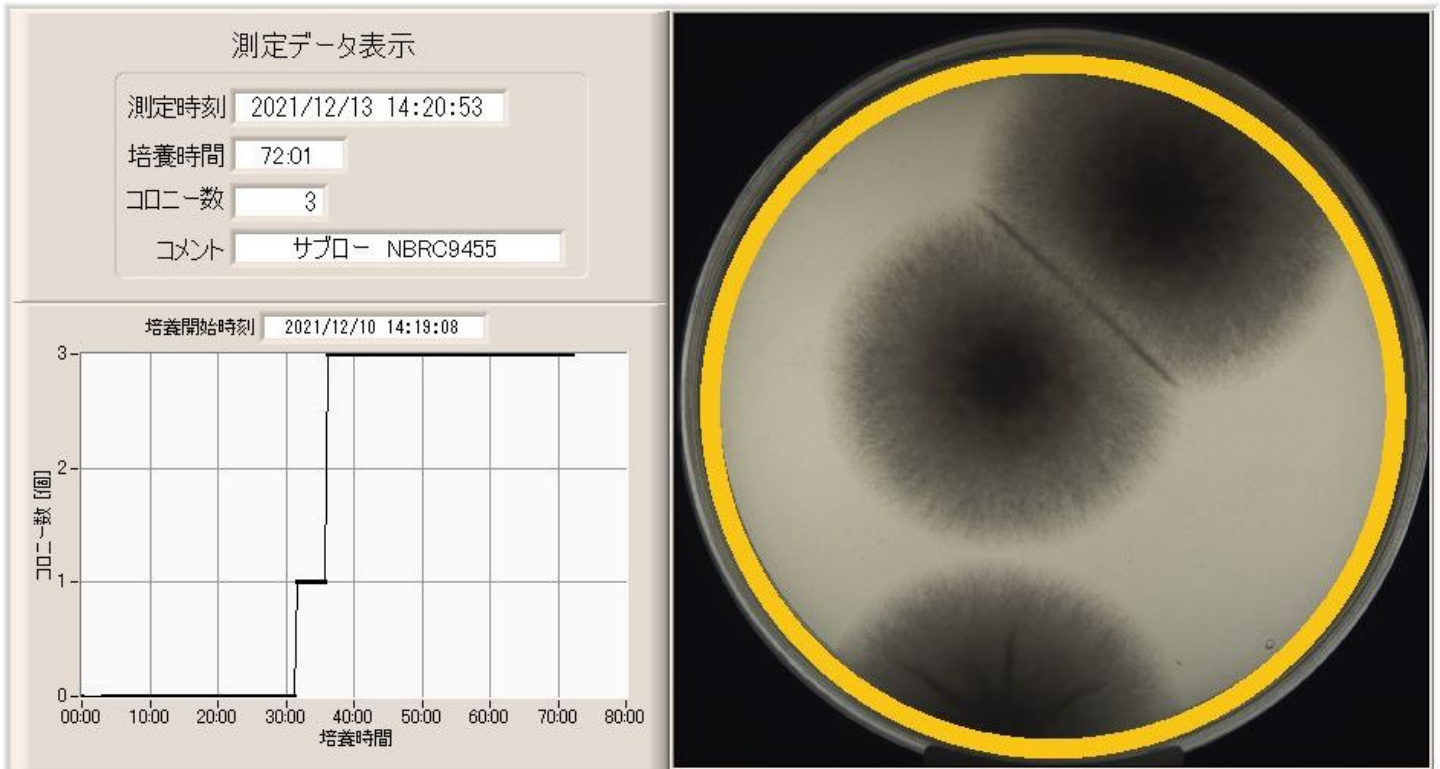 測定データ表示
測定時刻 2021/12/13 14:20:53
培養時間 72:01
コロニー数 3
コメント サブロー NBRC9455
培養開始時刻 2021/12/10 14:19:08
3
2
1
0
コロニー数 [個]
00:00 10:00 20:00 30:00 40:00 50:00 60:00 70:00 80:00
培養時間